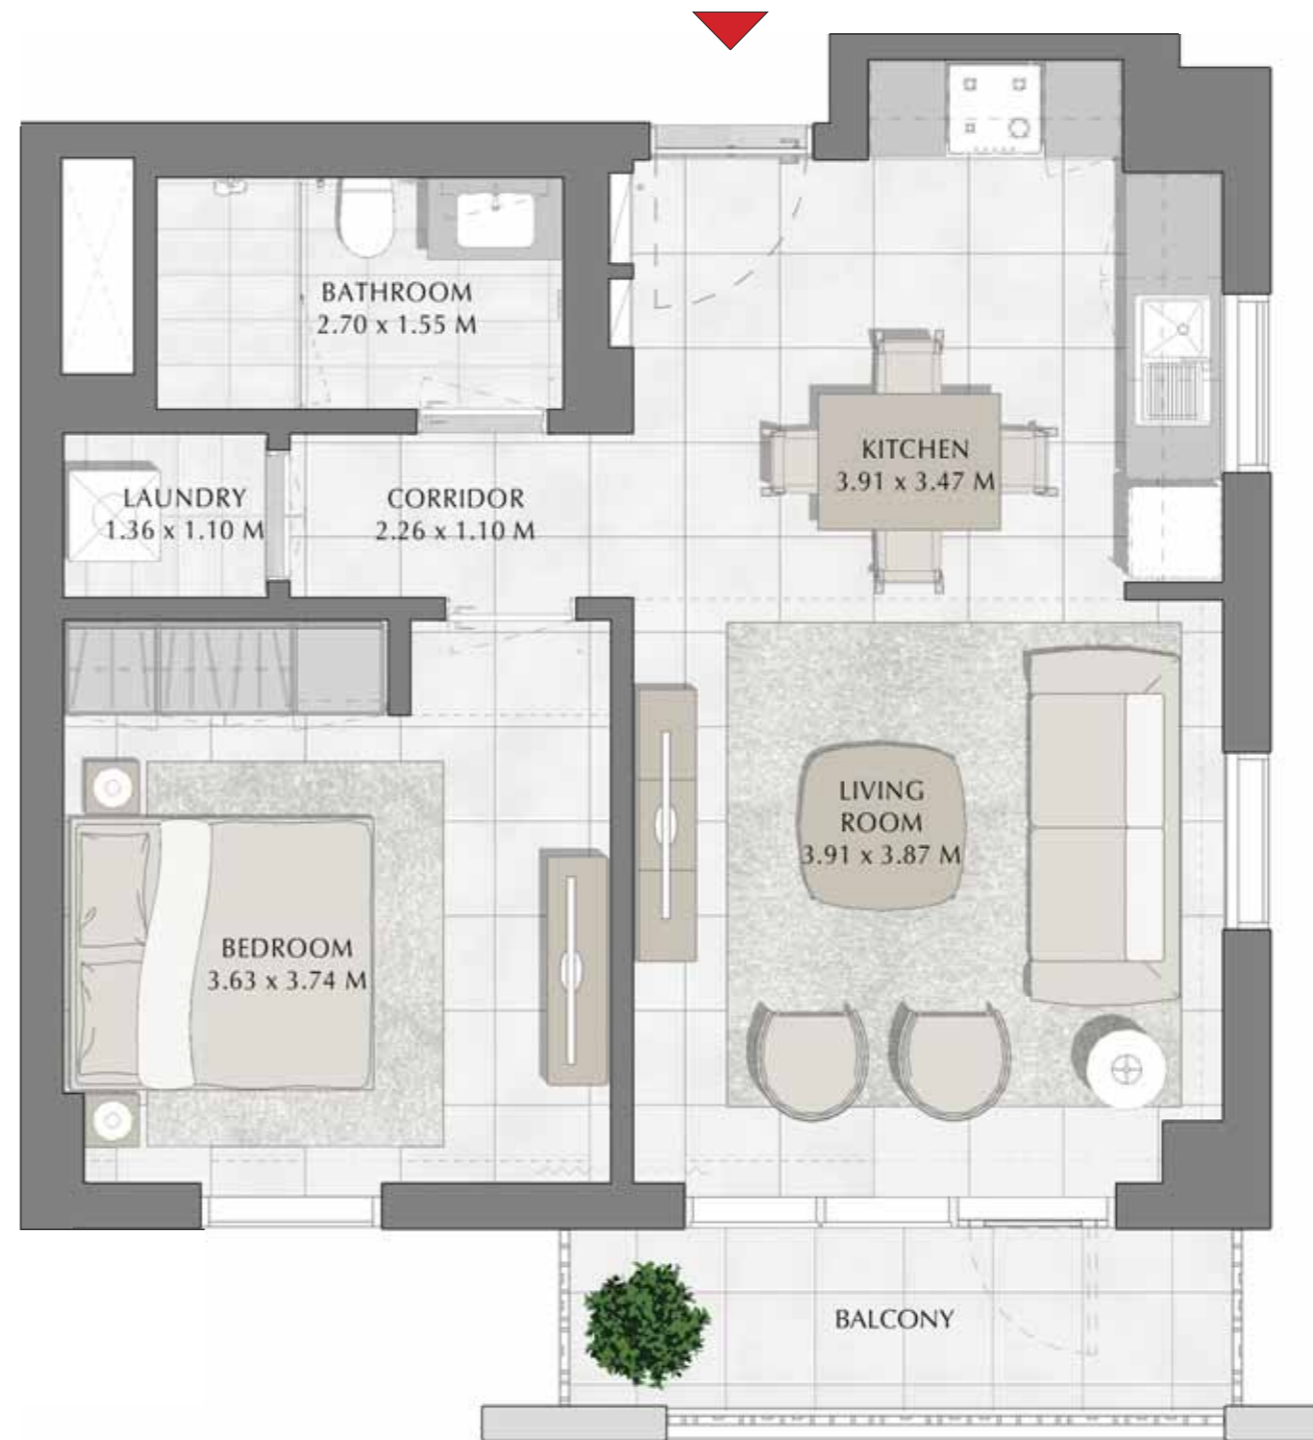 BATHROOM
2.70 x 1.55 M
KITCHEN
3.91 x 3.47 M
LAUNDRY
1.36 x 1.10 M
CORRIDOR
2.26 x 1.10 M
LIVING
ROOM
3.91 x 3.87 M
BEDROOM
3.63 x 3.74 M
BALCONY